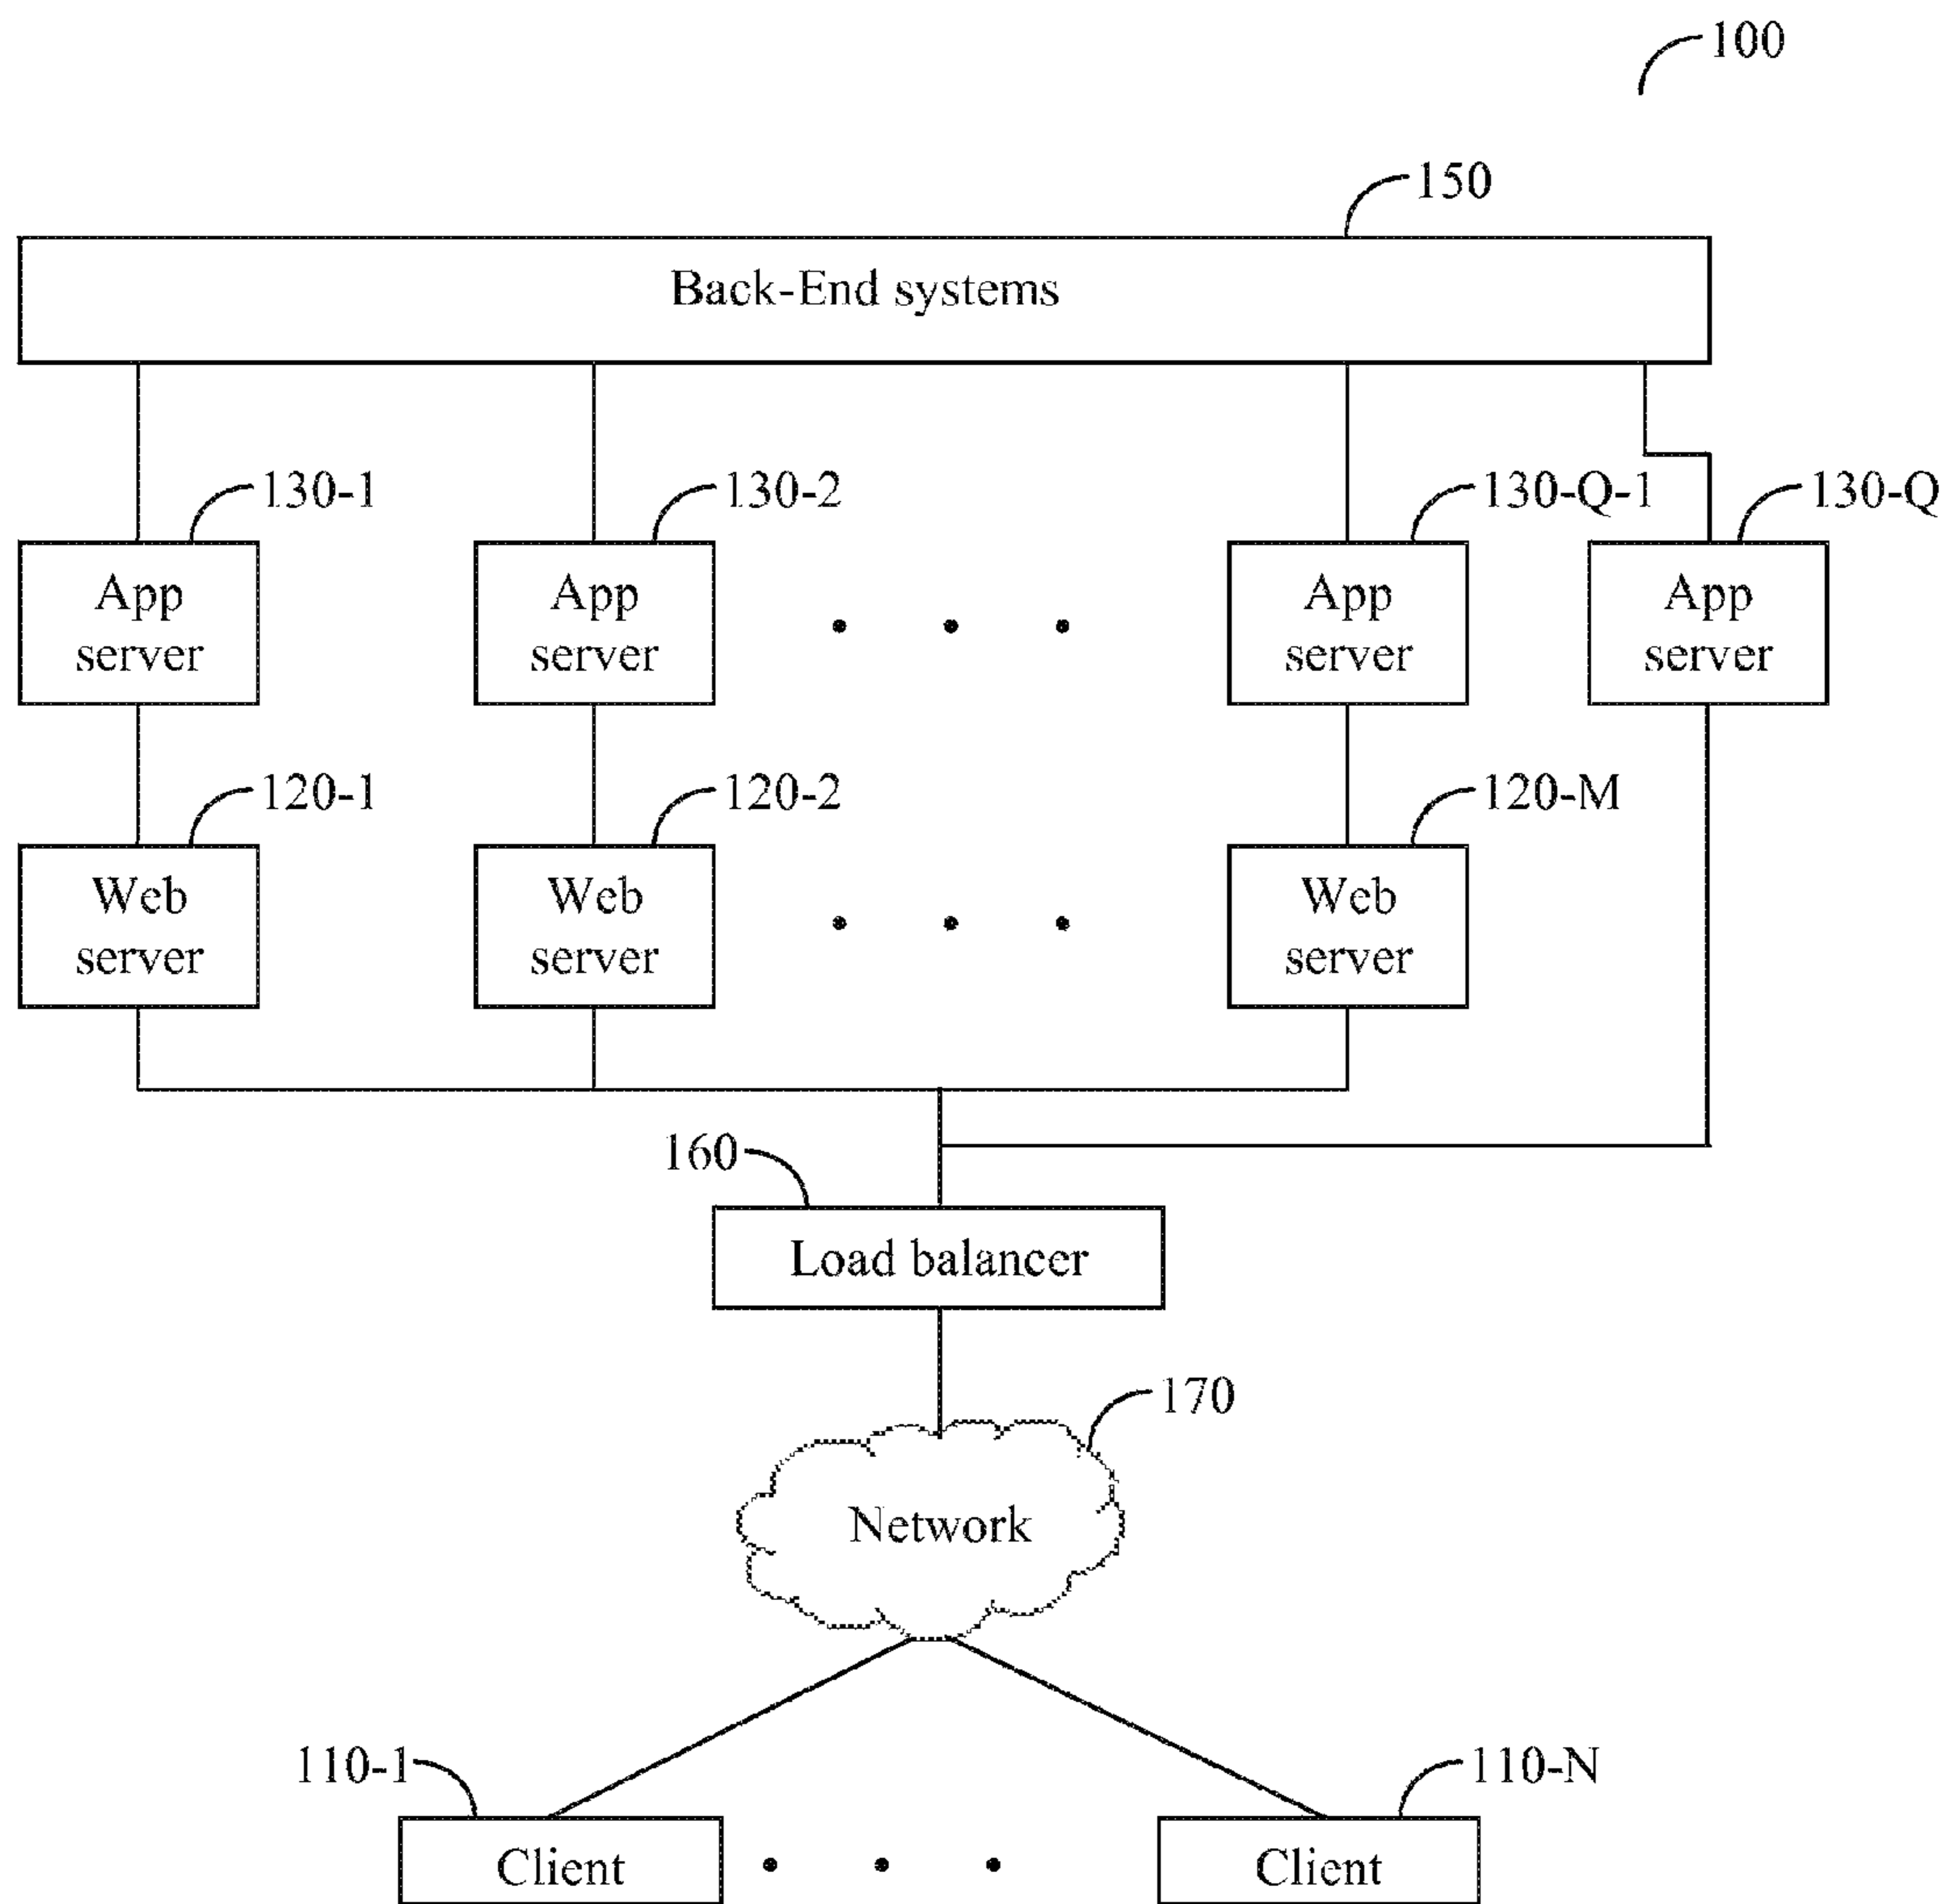 100
150
Back-End systems
130-1
130-2
130-Q-1
130-Q
App
server
App
server
App
server
App
server
120-1
120-2
120-M
Web
server
Web
server
Web
server
160
Load balancer
170
Network
110-1
110-N
Client
Client